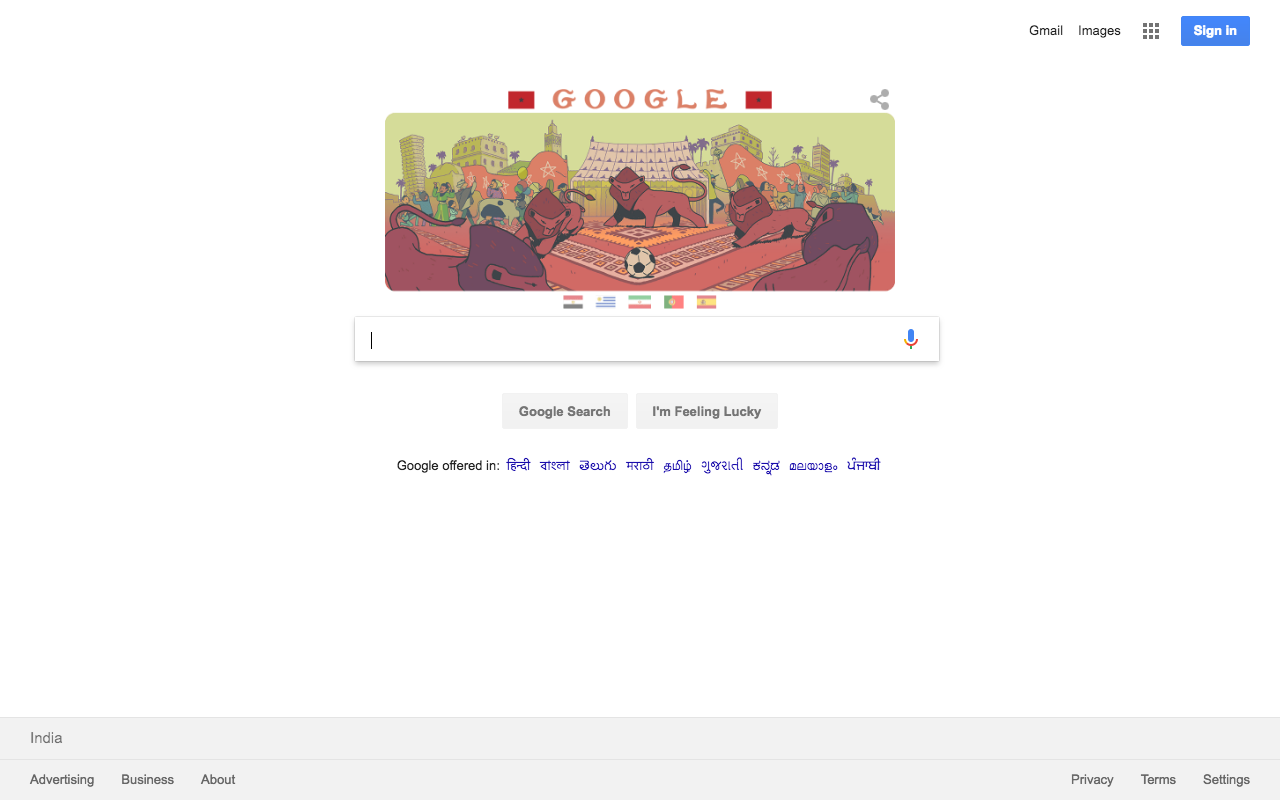 Gmail Images Sign in
GOOGLE
Google Search I'm Feeling Lucky
Google offered in: हिन्दी বাংলা తెలుగు मराठी தமிழ் ગુજરાતી ಕನ್ನಡ മലയാളം ਪੰਜਾਬੀ
India
Advertising Business About Privacy Terms Settings